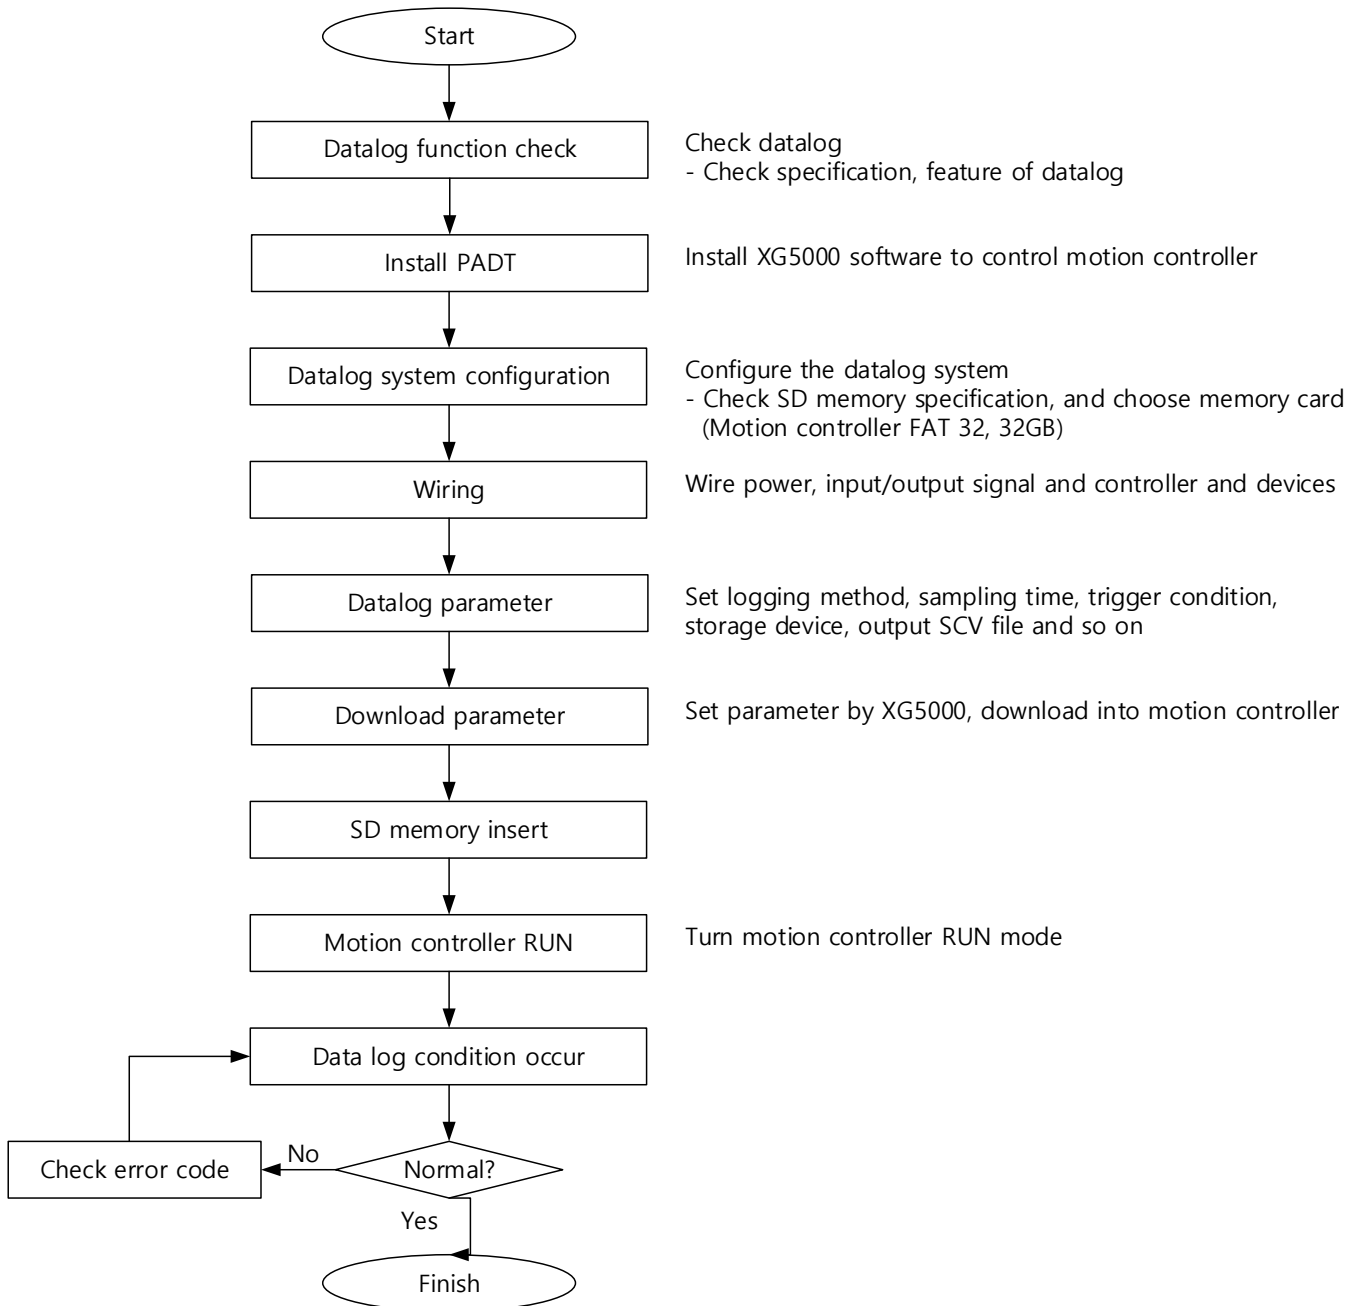 Start
Datalog function check
Check datalog
- Check specification, feature of datalog
Install PADT
Install XG5000 software to control motion controller
Datalog system configuration
Configure the datalog system
- Check SD memory specification, and choose memory card
(Motion controller FAT 32, 32GB)
Wiring
Wire power, input/output signal and controller and devices
Datalog parameter
Set logging method, sampling time, trigger condition,
storage device, output SCV file and so on
Download parameter
Set parameter by XG5000, download into motion controller
SD memory insert
Motion controller RUN
Turn motion controller RUN mode
Data log condition occur
Check error code
No
Normal?
Yes
Finish